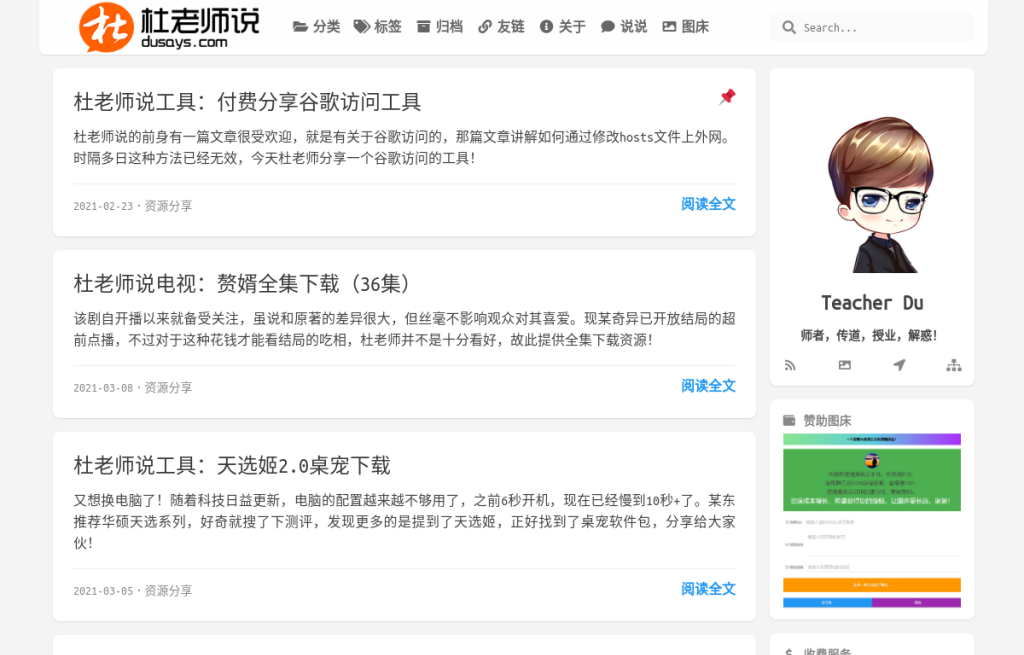 杜老师说
dusays.com
分类 标签 归档 友链 关于 说说 图床
Search...
杜老师说工具：付费分享谷歌访问工具
杜老师说的前身有一篇文章很受欢迎，就是有关于谷歌访问的，那篇文章讲解如何通过修改hosts文件上外网。
时隔多日这种方法已经无效，今天杜老师分享一个谷歌访问的工具！
2021-02-23 · 资源分享
阅读全文
杜老师说电视：赘婿全集下载（36集）
该剧自开播以来就备受关注，虽说和原著的差异很大，但丝毫不影响观众对其喜爱。现某奇异已开放结局的超
前点播，不过对于这种花钱才能看结局的吃相，杜老师并不是十分看好，故此提供全集下载资源！
2021-03-08 · 资源分享
阅读全文
杜老师说工具：天选姬2.0桌宠下载
又想换电脑了！随着科技日益更新，电脑的配置越来越不够用了，之前6秒开机，现在已经慢到10秒+了。某东
推荐华硕天选系列，好奇就搜了下测评，发现更多的是提到了天选姬，正好找到了桌宠软件包，分享给大家
伙！
2021-03-05 · 资源分享
阅读全文
Teacher Du
师者，传道，授业，解惑！
赞助图床
收费服务